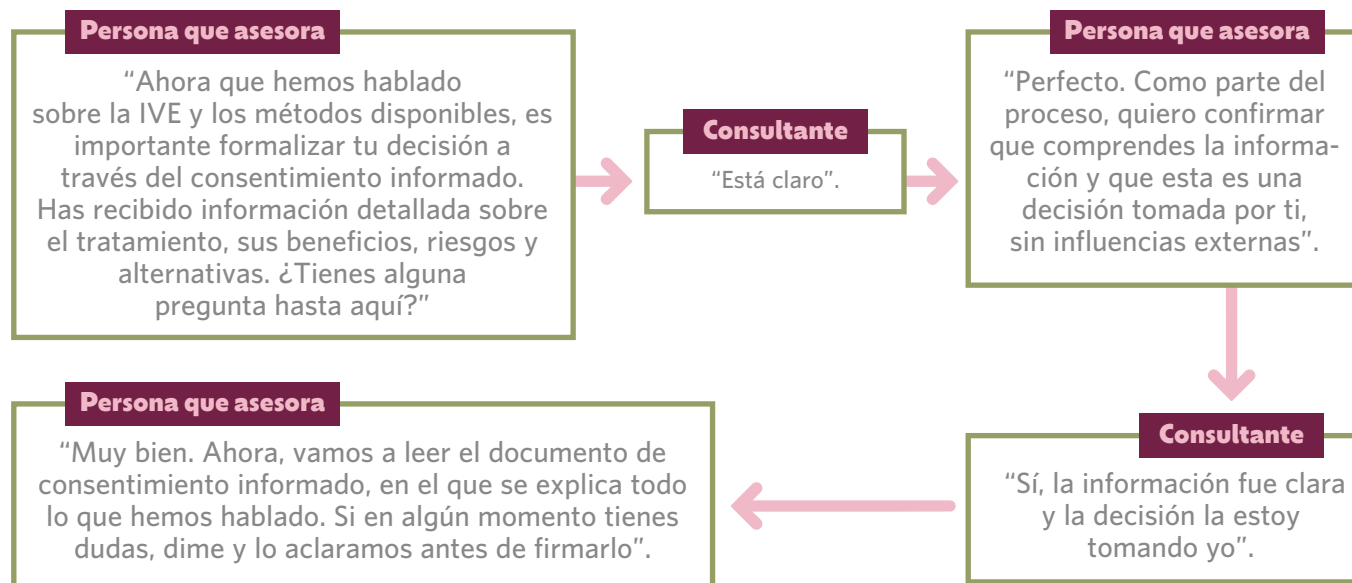 Persona que asesora
“Ahora que hemos hablado
sobre la IVE y los métodos disponibles, es
importante formalizar tu decisión a
través del consentimiento informado.
Has recibido información detallada sobre
el tratamiento, sus beneficios, riesgos y
alternativas. ¿Tienes alguna
pregunta hasta aquí?”
Consultante
“Está claro”.
Persona que asesora
“Perfecto. Como parte del
proceso, quiero confirmar
que comprendes la informa-
ción y que esta es una
decisión tomada por ti,
sin influencias externas”.
Consultante
“Sí, la información fue clara
y la decisión la estoy
tomando yo”.
Persona que asesora
“Muy bien. Ahora, vamos a leer el documento de
consentimiento informado, en el que se explica todo
lo que hemos hablado. Si en algún momento tienes
dudas, dime y lo aclaramos antes de firmarlo”.